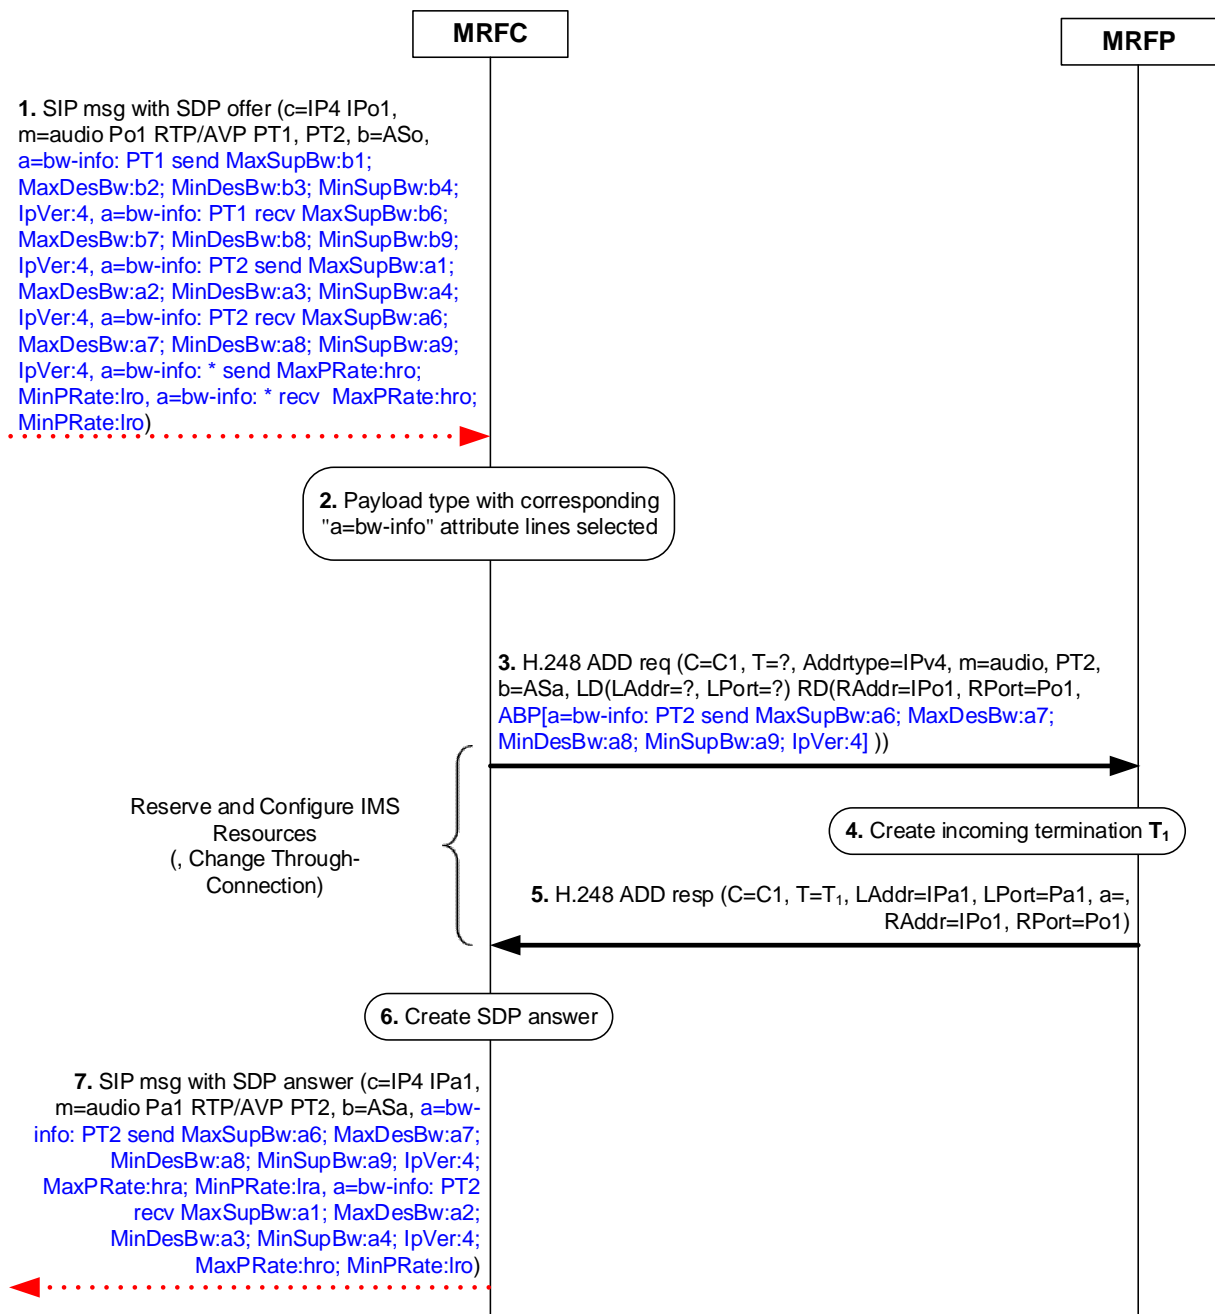 MRFC
MRFP
1. SIP msg with SDP offer (c=IP4 IPo1,
m=audio Po1 RTP/AVP PT1, PT2, b=ASo,
a=bw-info: PT1 send MaxSupBw:b1;
MaxDesBw:b2; MinDesBw:b3; MinSupBw:b4;
IpVer:4, a=bw-info: PT1 recv MaxSupBw:b6;
MaxDesBw:b7; MinDesBw:b8; MinSupBw:b9;
IpVer:4, a=bw-info: PT2 send MaxSupBw:a1;
MaxDesBw:a2; MinDesBw:a3; MinSupBw:a4;
IpVer:4, a=bw-info: PT2 recv MaxSupBw:a6;
MaxDesBw:a7; MinDesBw:a8; MinSupBw:a9;
IpVer:4, a=bw-info: * send MaxPRate:hro;
MinPRate:lro, a=bw-info: * recv  MaxPRate:hro;
MinPRate:lro)
2. Payload type with corresponding
"a=bw-info" attribute lines selected
3. H.248 ADD req (C=C1, T=?, Addrtype=IPv4, m=audio, PT2,
b=ASa, LD(LAddr=?, LPort=?) RD(RAddr=IPo1, RPort=Po1,
ABP[a=bw-info: PT2 send MaxSupBw:a6; MaxDesBw:a7;
MinDesBw:a8; MinSupBw:a9; IpVer:4] ))
Reserve and Configure IMS
Resources
(, Change Through-
Connection)
4. Create incoming termination T₁
5. H.248 ADD resp (C=C1, T=T₁, LAddr=IPa1, LPort=Pa1, a=,
RAddr=IPo1, RPort=Po1)
6. Create SDP answer
7. SIP msg with SDP answer (c=IP4 IPa1,
m=audio Pa1 RTP/AVP PT2, b=ASa, a=bw-
info: PT2 send MaxSupBw:a6; MaxDesBw:a7;
MinDesBw:a8; MinSupBw:a9; IpVer:4;
MaxPRate:hra; MinPRate:lra, a=bw-info: PT2
recv MaxSupBw:a1; MaxDesBw:a2;
MinDesBw:a3; MinSupBw:a4; IpVer:4;
MaxPRate:hro; MinPRate:lro)